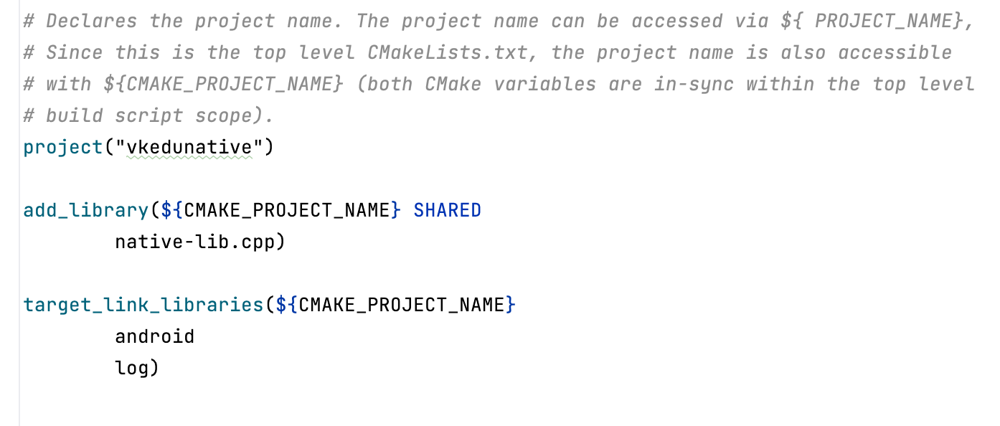 # Declares the project name. The project name can be accessed via ${ PROJECT_NAME},
# Since this is the top level CMakeLists.txt, the project name is also accessible
# with ${CMAKE_PROJECT_NAME} (both CMake variables are in-sync within the top level
# build script scope).
project("vkedunative")
add_library(${CMAKE_PROJECT_NAME} SHARED
native-lib.cpp)
target_link_libraries(${CMAKE_PROJECT_NAME}
android
log)